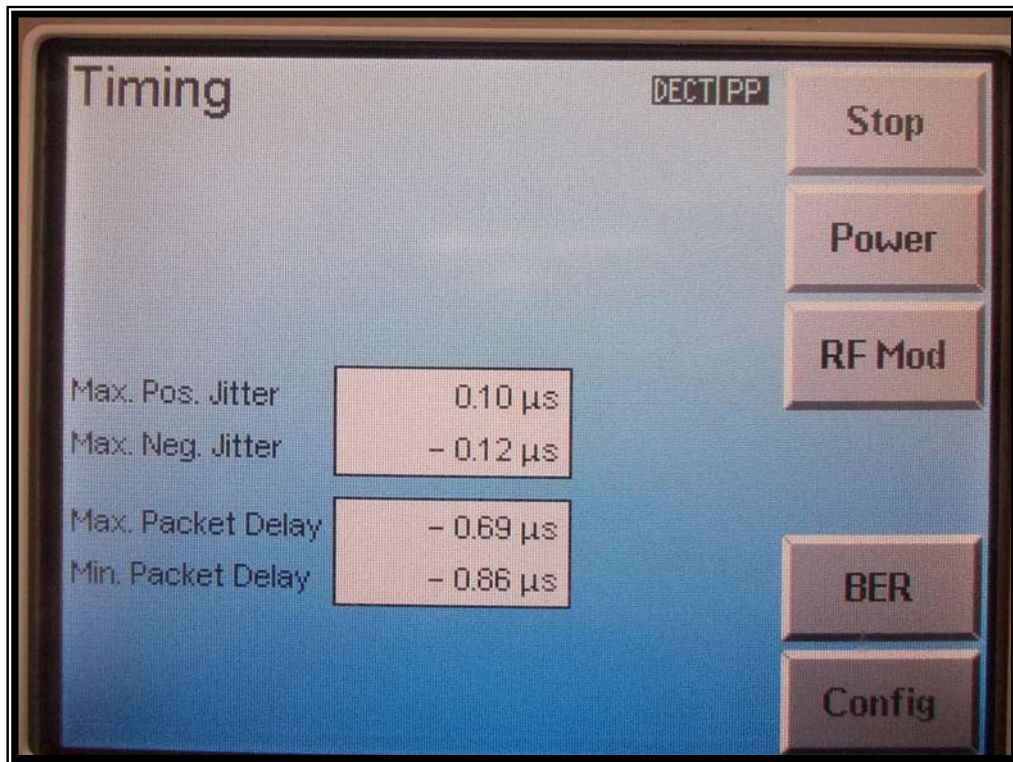 Timing
DECT PP
Stop
Power
RF Mod
Max. Pos. Jitter 0.10 µs
Max. Neg. Jitter - 0.12 µs
Max. Packet Delay - 0.69 µs
Min. Packet Delay - 0.86 µs
BER
Config